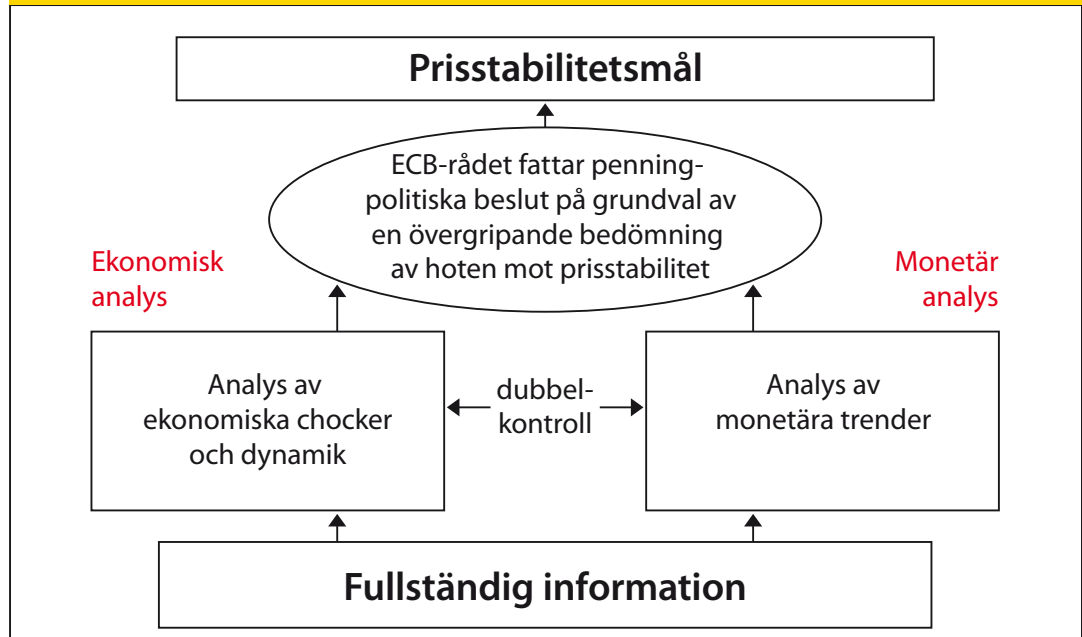 Prisstabilitetsmål
ECB-rådet fattar penning-
politiska beslut på grundval av
en övergripande bedömning
av hoten mot prisstabilitet
Ekonomisk
analys
Monetär
analys
Analys av
ekonomiska chocker
och dynamik
dubbel-
kontroll
Analys av
monetära trender
Fullständig information